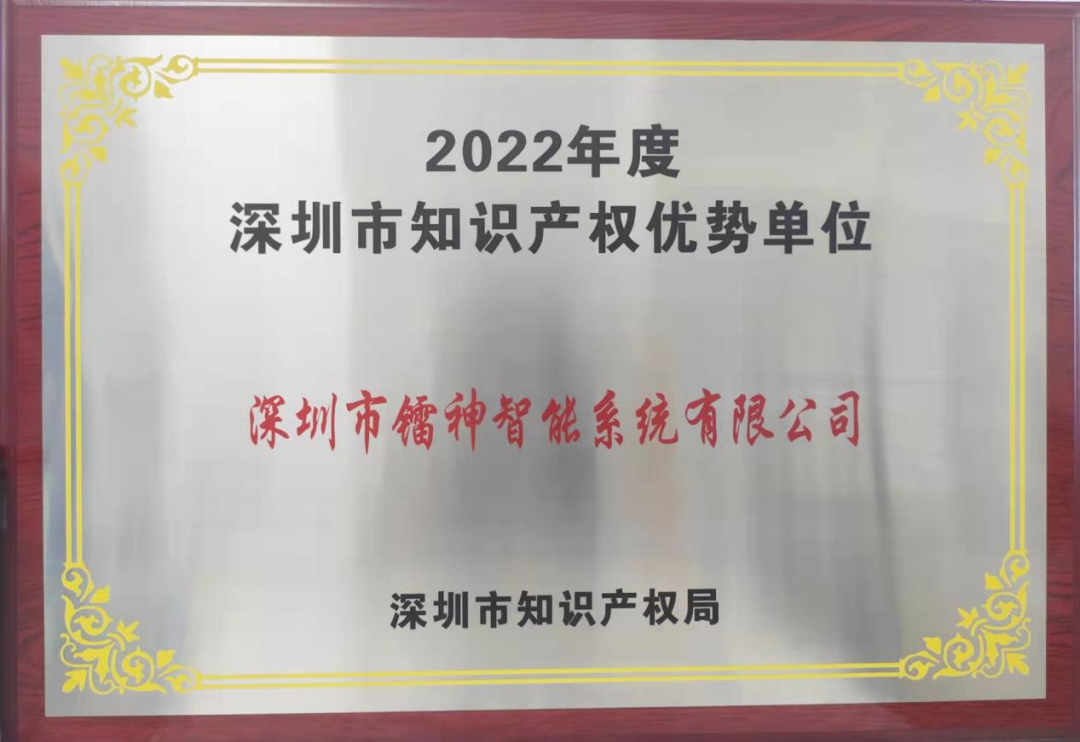 2022年度
深圳市知识产权优势单位
深圳市镭神智能系统有限公司
深圳市知识产权局